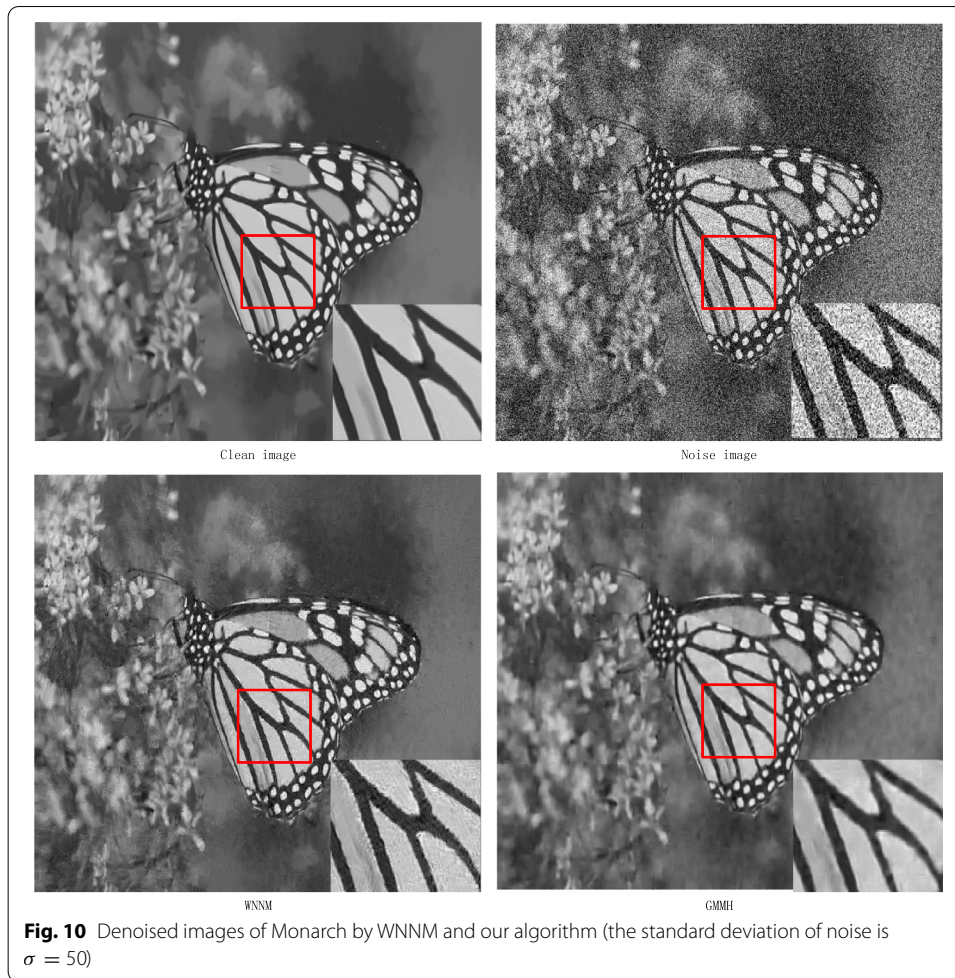 Clean image
Noise image
WNNM
GMMH
Fig. 10 Denoised images of Monarch by WNNM and our algorithm (the standard deviation of noise is
σ = 50)